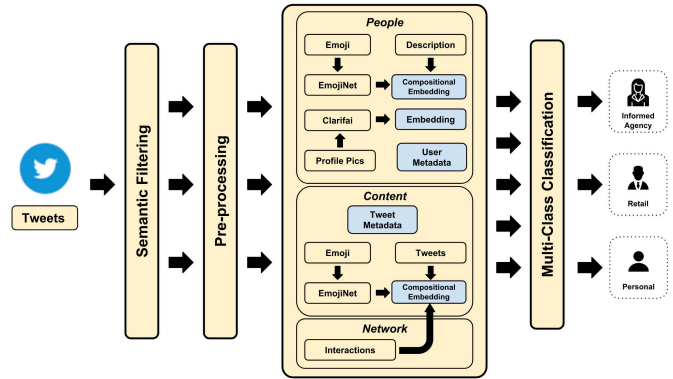 Tweets
Semantic Filtering
Pre-processing
People
Emoji
Description
EmojiNet
Compositional
Embedding
Clarifai
Embedding
Profile Pics
User
Metadata
Content
Tweet
Metadata
Emoji
Tweets
EmojiNet
Compositional
Embedding
Network
Interactions
Multi-Class Classification
Informed
Agency
Retail
Personal